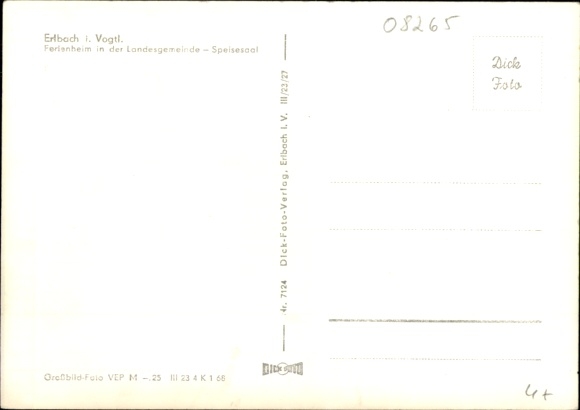 Erlbach i. Vogtl.
Ferienheim in der Landesgemeinde – Speisesaal
08265
Dick
Foto
Nr. 7124 Dick-Foto-Verlag, Erlbach i. V. III/23/27
DICK FOTO
Großbild-Foto VEP M –.25 III 23 4 K 1 68
4+